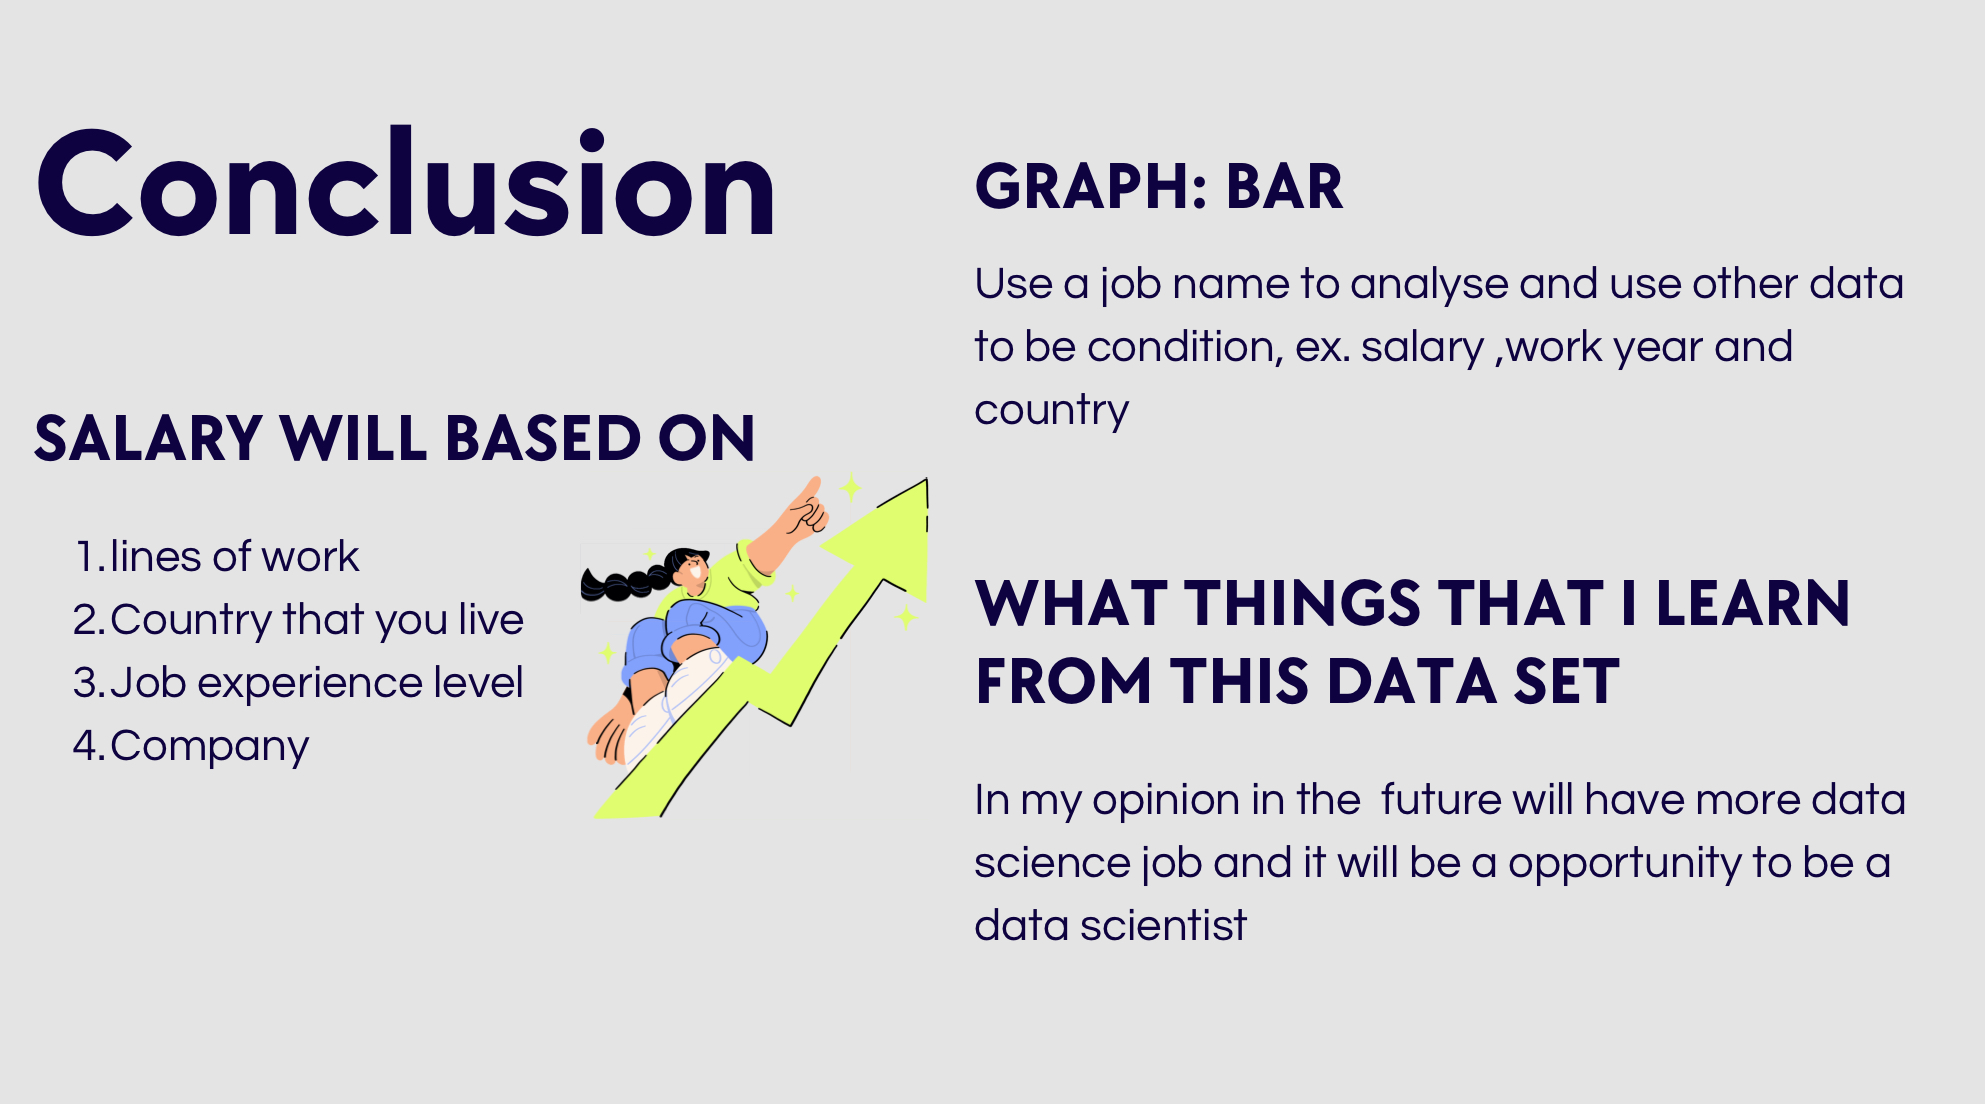 Conclusion
SALARY WILL BASED ON
1.lines of work
2.Country that you live
3.Job experience level
4.Company
GRAPH: BAR
Use a job name to analyse and use other data
to be condition, ex. salary ,work year and
country
WHAT THINGS THAT I LEARN
FROM THIS DATA SET
In my opinion in the  future will have more data
science job and it will be a opportunity to be a
data scientist